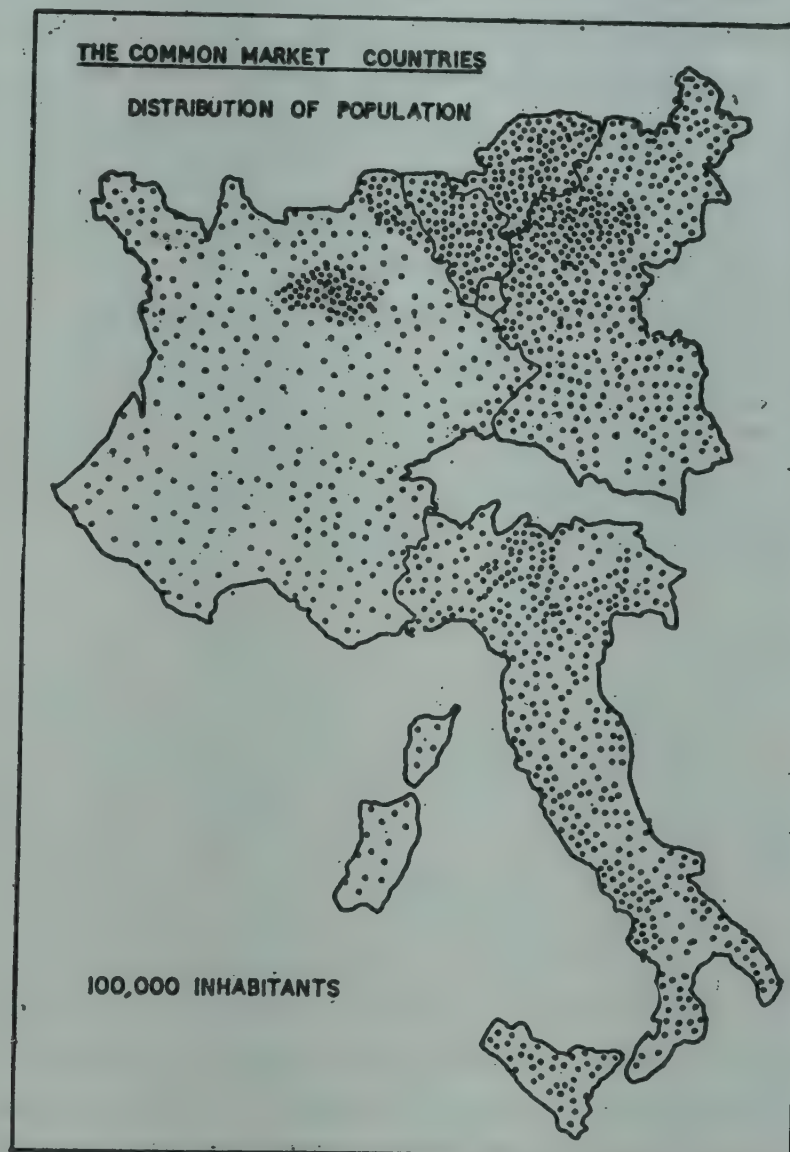 THE COMMON MARKET COUNTRIES
DISTRIBUTION OF POPULATION
100,000 INHABITANTS